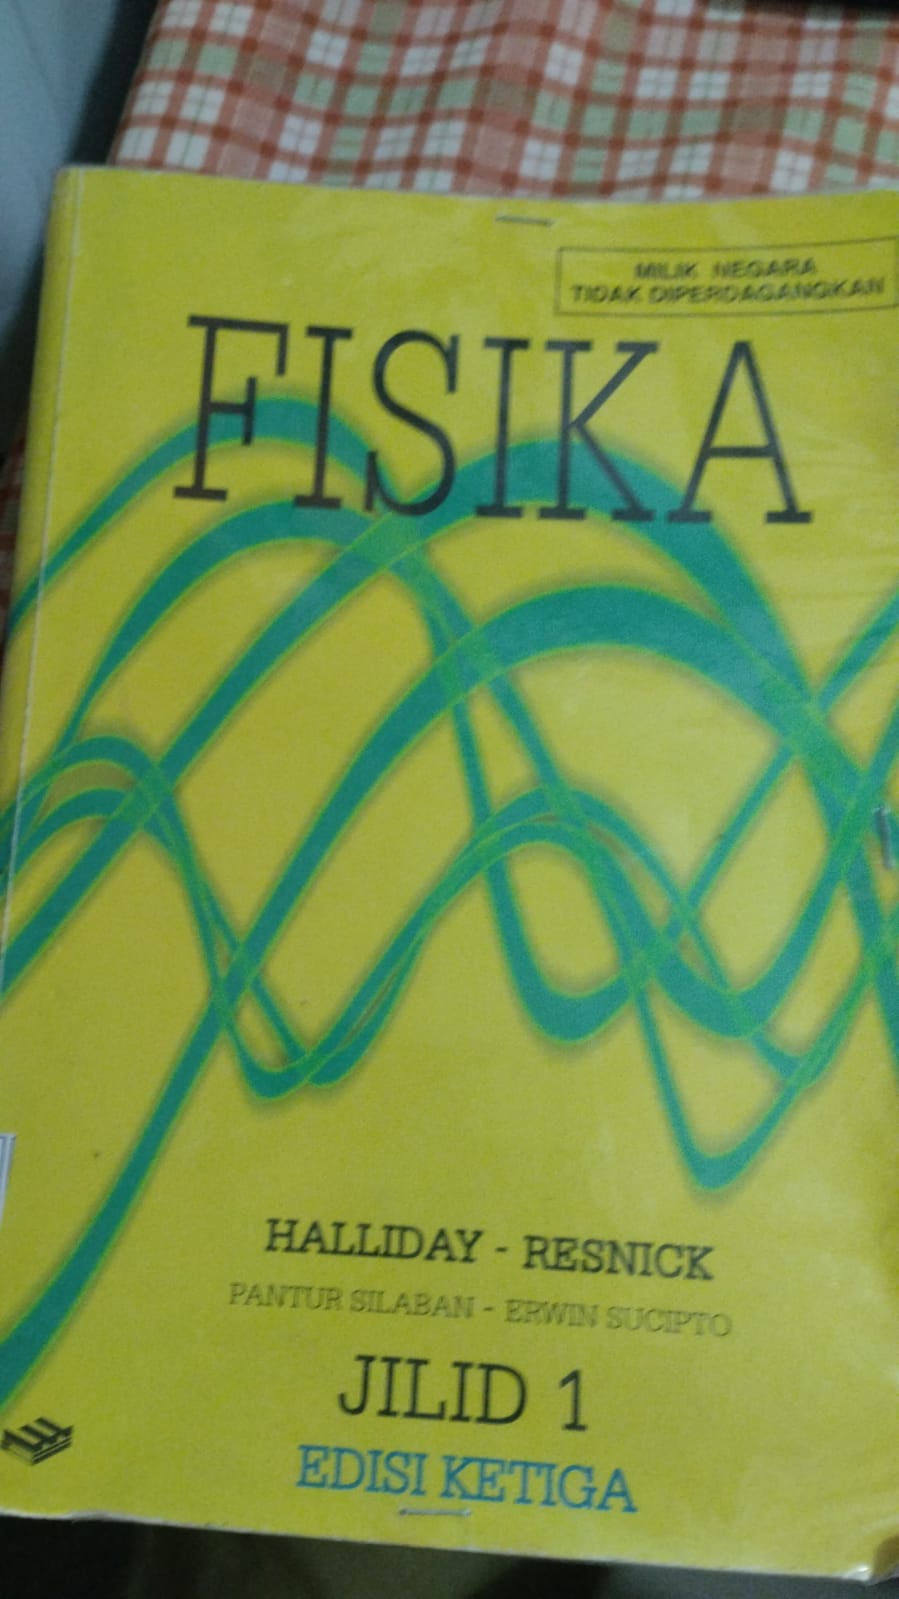 MILIK NEGARA
TIDAK DIPERDAGANGKAN
FISIKA
HALLIDAY - RESNICK
PANTUR SILABAN - ERWIN SUCIPTO
JILID 1
EDISI KETIGA